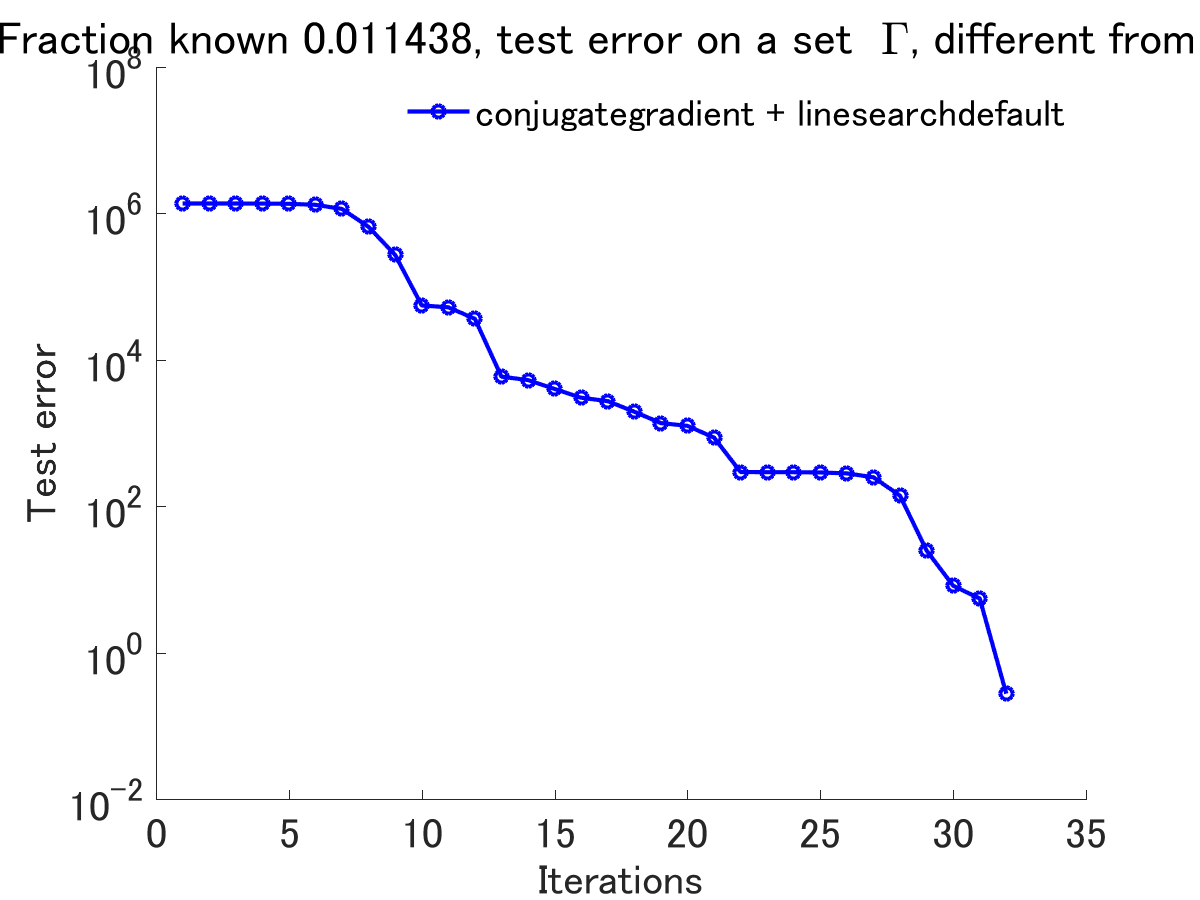 Fraction known 0.011438, test error on a set Γ, different from
conjugategradient + linesearchdefault
Test error
10^8
10^6
10^4
10^2
10^0
10^-2
0 5 10 15 20 25 30 35
Iterations